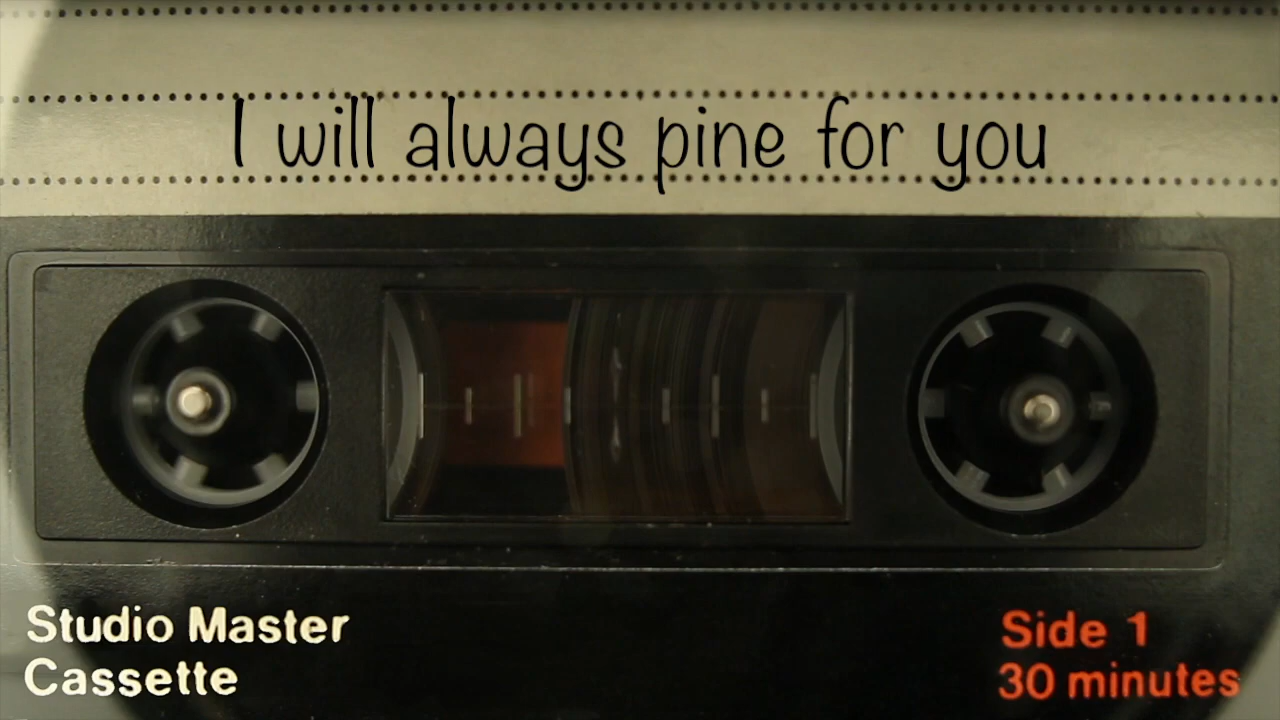 I will always pine for you
Studio Master
Cassette
Side 1
30 minutes